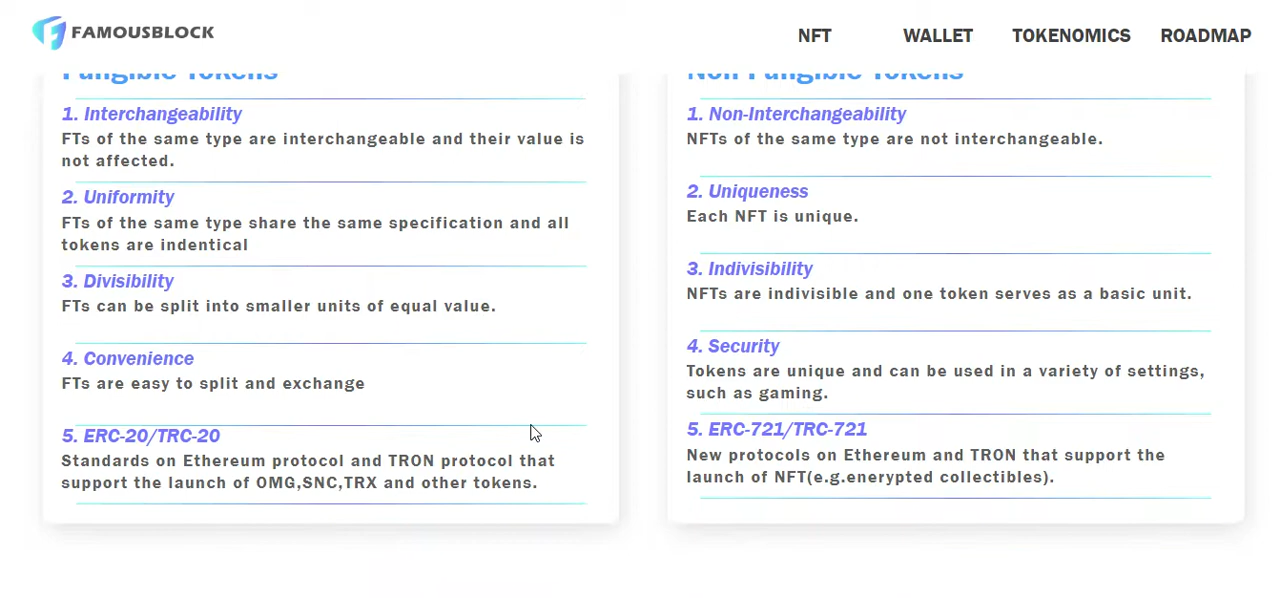 FAMOUSBLOCK
NFT WALLET TOKENOMICS ROADMAP
Fungible Tokens
1. Interchangeability
FTs of the same type are interchangeable and their value is
not affected.
2. Uniformity
FTs of the same type share the same specification and all
tokens are indentical
3. Divisibility
FTs can be split into smaller units of equal value.
4. Convenience
FTs are easy to split and exchange
5. ERC-20/TRC-20
Standards on Ethereum protocol and TRON protocol that
support the launch of OMG,SNC,TRX and other tokens.
Non Fungible Tokens
1. Non-Interchangeability
NFTs of the same type are not interchangeable.
2. Uniqueness
Each NFT is unique.
3. Indivisibility
NFTs are indivisible and one token serves as a basic unit.
4. Security
Tokens are unique and can be used in a variety of settings,
such as gaming.
5. ERC-721/TRC-721
New protocols on Ethereum and TRON that support the
launch of NFT(e.g.enerypted collectibles).